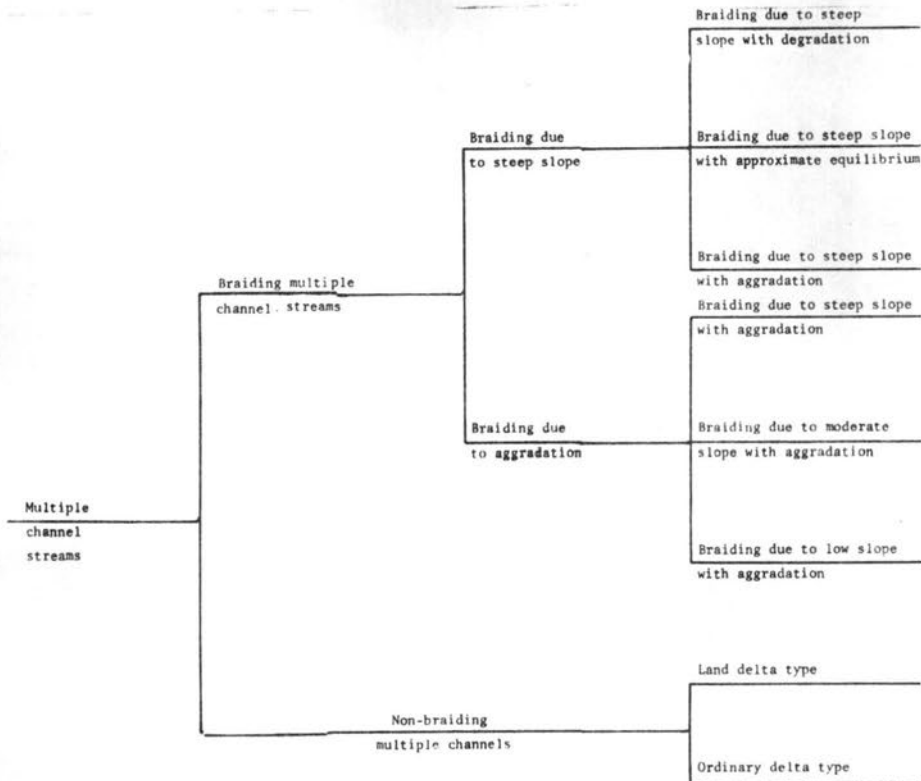 Braiding due to steep
slope with degradation
Braiding due
to steep slope
Braiding due to steep slope
with approximate equilibrium
Braiding due to steep slope
with aggradation
Braiding multiple
channel streams
Braiding due to steep slope
with aggradation
Braiding due
to aggradation
Braiding due to moderate
slope with aggradation
Multiple
channel
streams
Braiding due to low slope
with aggradation
Land delta type
Non-braiding
multiple channels
Ordinary delta type